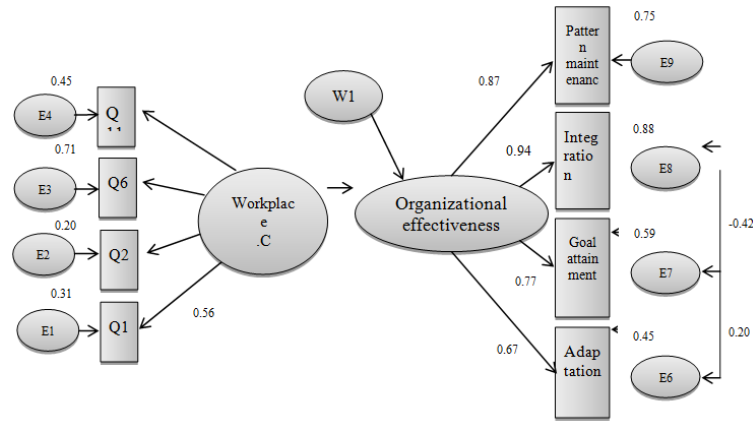 0.45
E4
Q
0.71
E3
Q6
0.20
E2
Q2
0.31
E1
Q1
0.56
Workplac
e
.C
W1
Organizational
effectiveness
0.87
0.94
0.77
0.67
Patter
n
maint
enanc
0.75
E9
Integ
ratio
n
0.88
E8
Goal
attain
ment
0.59
E7
Adap
tation
0.45
E6
-0.42
0.20